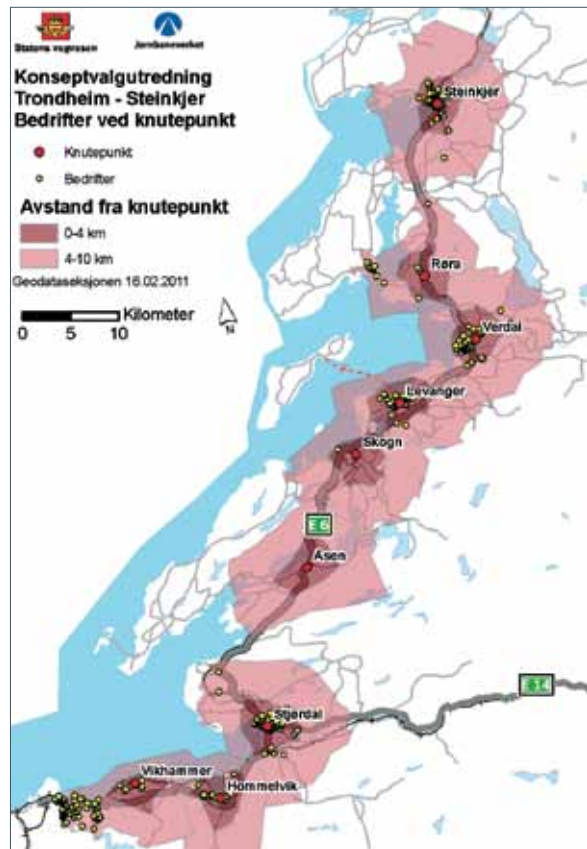 Statens vegvesen
Jernbaneverket
Konseptvalgutredning
Trondheim - Steinkjer
Bedrifter ved knutepunkt
Knutepunkt
Bedrifter
Avstand fra knutepunkt
0-4 km
4-10 km
Geodataseksjonen 16.02.2011
Kilometer
0 5 10
N
Steinkjer
Røra
Verdal
Levanger
Skogn
E6
Åsen
Stjørdal
Vikhammer
Hommelvik